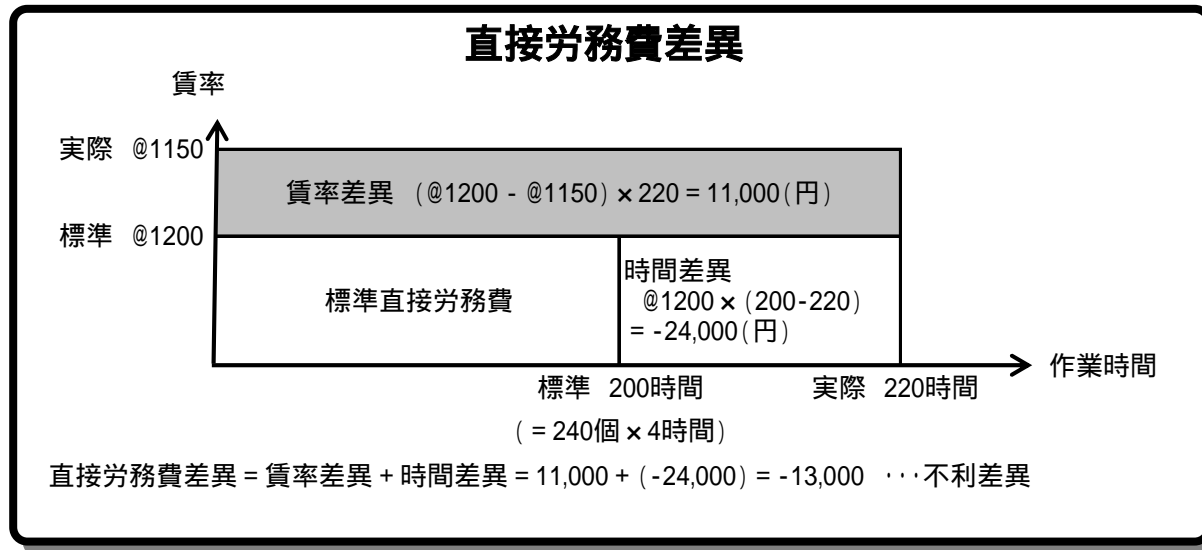 直接労務費差異
賃率
実際 @1150
賃率差異 (@1200 - @1150) × 220 = 11,000(円)
標準 @1200
標準直接労務費
時間差異
@1200 × (200-220)
= -24,000(円)
作業時間
標準 200時間
実際 220時間
( = 240個 × 4時間)
直接労務費差異 = 賃率差異 + 時間差異 = 11,000 + (-24,000) = -13,000 ···不利差異